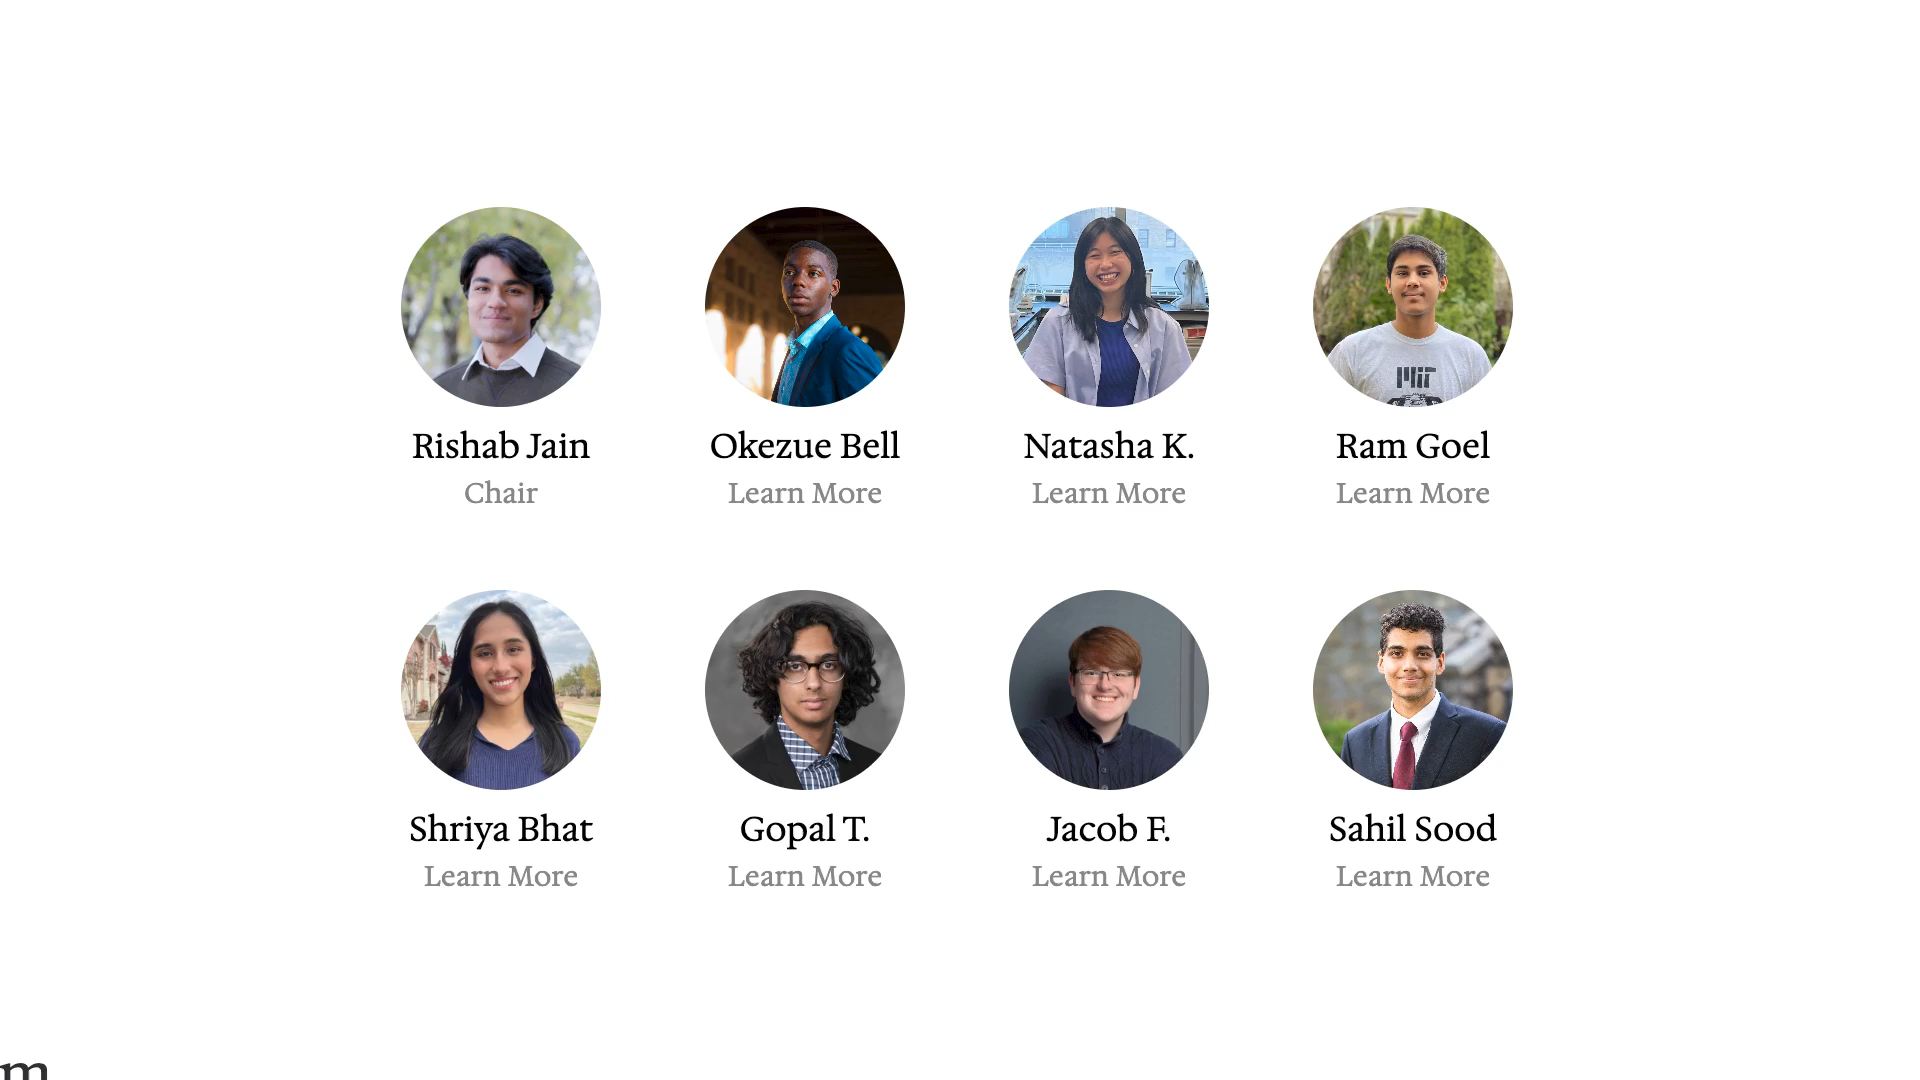 MIT
Rishab Jain
Chair
Okezue Bell
Learn More
Natasha K.
Learn More
Ram Goel
Learn More
Shriya Bhat
Learn More
Gopal T.
Learn More
Jacob F.
Learn More
Sahil Sood
Learn More
m